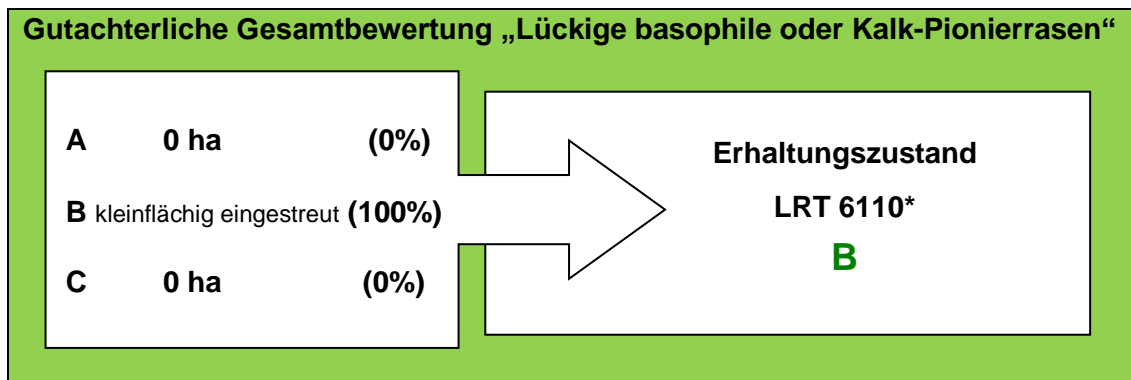 Gutachterliche Gesamtbewertung „Lückige basophile oder Kalk-Pionierrasen“
A 0 ha (0%)
B kleinflächig eingestreut (100%)
C 0 ha (0%)
Erhaltungszustand
LRT 6110*
B